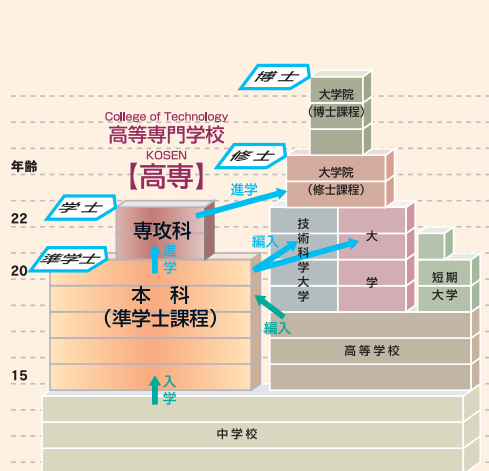 博士
大学院
（博士課程）
College of Technology
高等専門学校
KOSEN
【高専】
修士
大学院
（修士課程）
年齢
進学
学士
22
専攻科
技術科学大学
大学
編入
準学士
進学
20
本科
（準学士課程）
短期
大学
編入
高等学校
15
入学
中学校